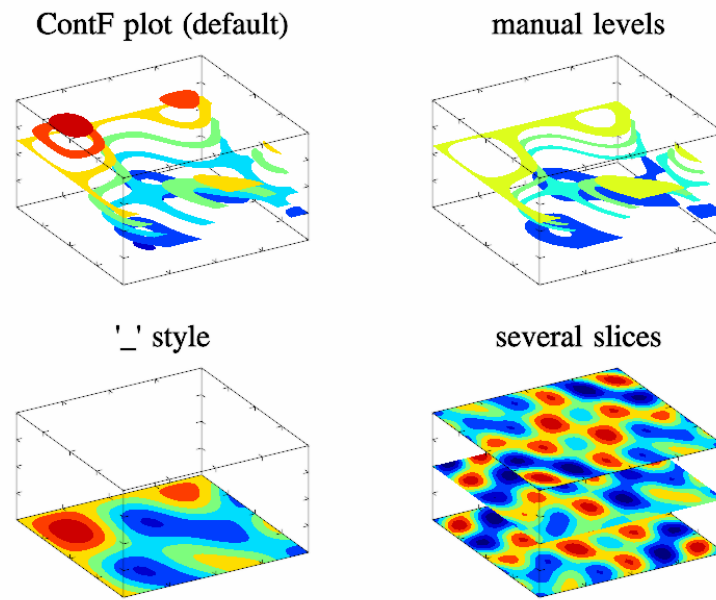 ContF plot (default)
manual levels
'_' style
several slices